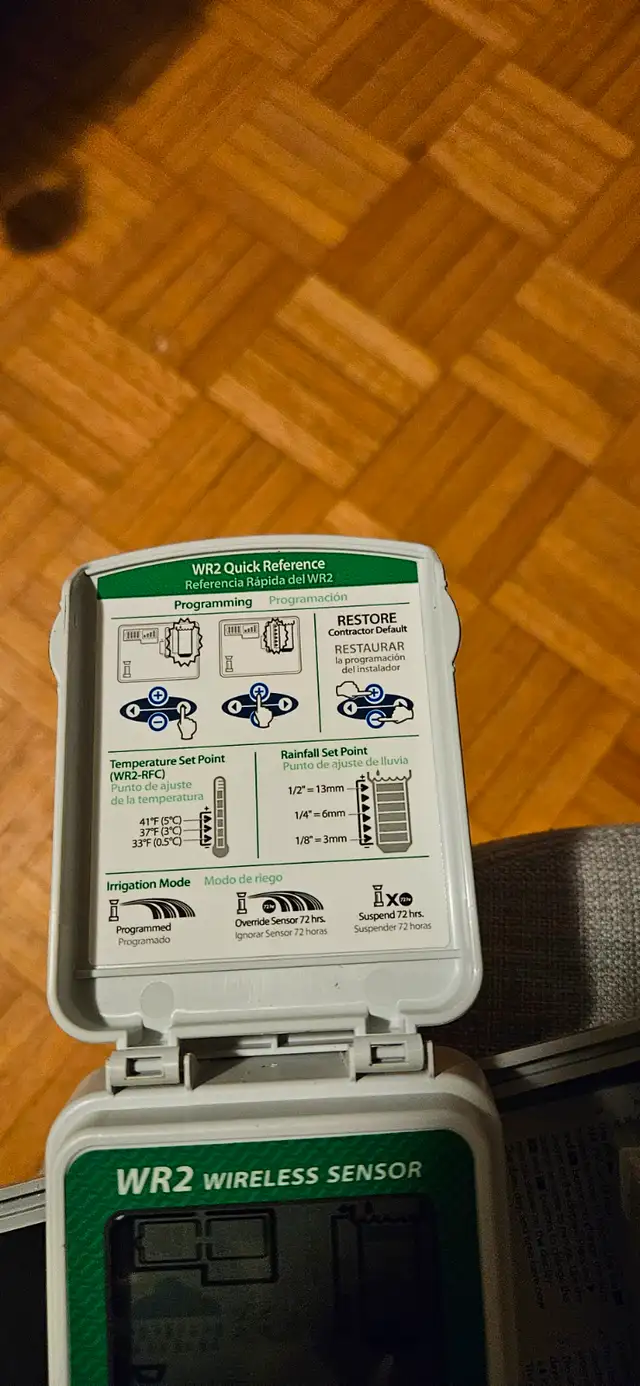 WR2 Quick Reference
Referencia Rápida del WR2
Programming Programación
RESTORE
Contractor Default
RESTAURAR
la programación
del instalador
Temperature Set Point
(WR2-RFC)
Punto de ajuste
de la temperatura
41°F (5°C)
37°F (3°C)
33°F (0.5°C)
Rainfall Set Point
Punto de ajuste de lluvia
1/2" = 13mm
1/4" = 6mm
1/8" = 3mm
Irrigation Mode Modo de riego
Programmed
Programado
72 hr
Override Sensor 72 hrs.
Ignorar Sensor 72 horas
X 72 hr
Suspend 72 hrs.
Suspender 72 horas
WR2 WIRELESS SENSOR